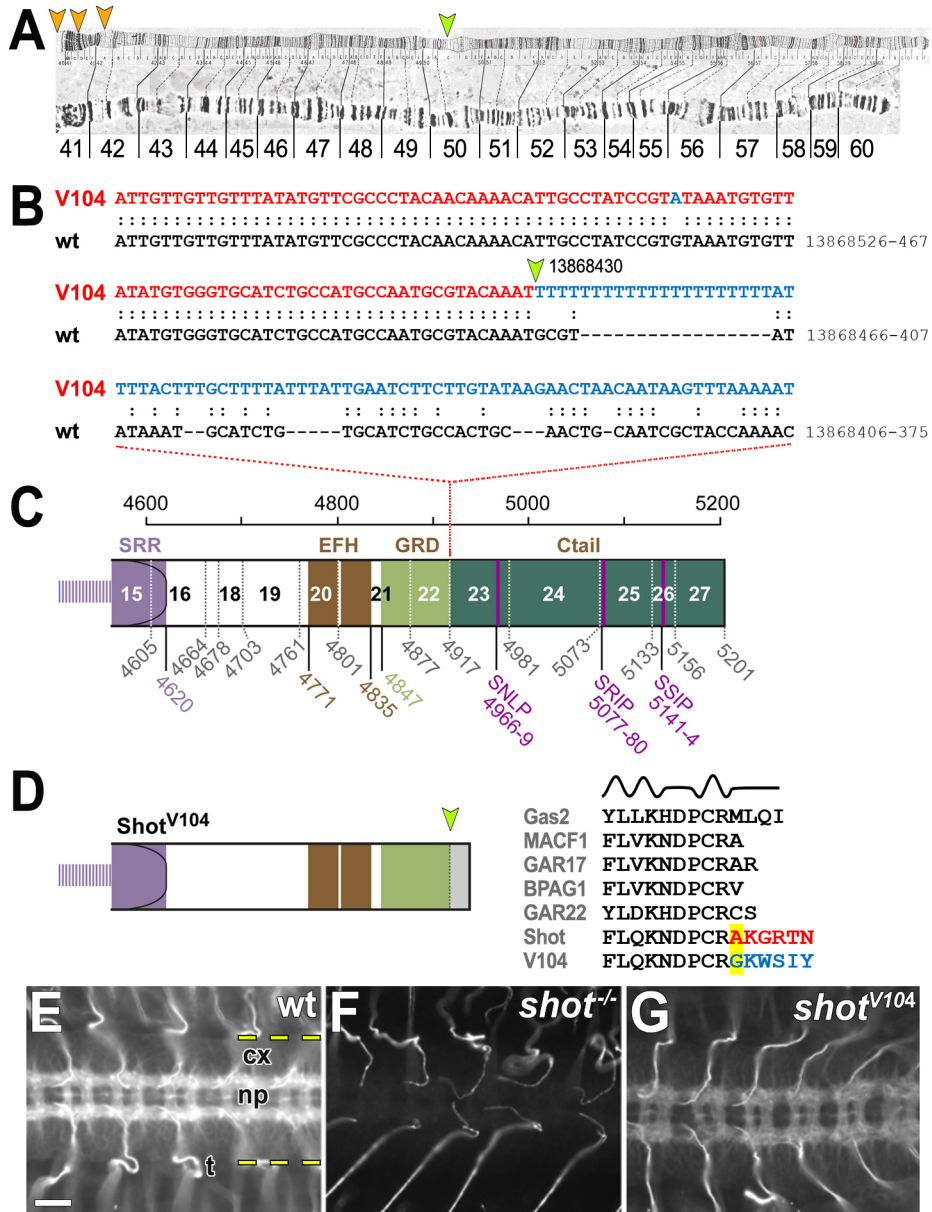 A
41 42 43 44 45 46 47 48 49 50 51 52 53 54 55 56 57 58 59 60
B
V104 ATTGTTGTTGTTTATATGTTCGCCCTACAACAAAACATTGCCTATCCGTATAAATGTGTT
wt ATTGTTGTTGTTTATATGTTCGCCCTACAACAAAACATTGCCTATCCGTGTAAATGTGTT 13868526-467
13868430
V104 ATATGTGGGTGCATCTGCCATGCCAATGCGTACAAATTTTTTTTTTTTTTTTTTTTTTTAT
wt ATATGTGGGTGCATCTGCCATGCCAATGCGTACAAATGCGT-----------------AT 13868466-407
V104 TTTACTTTGCTTTTATTTATTGAATCTTCTTGTATAAGAACTAACAATAAGTTTAAAAAT
wt ATAAAT--GCATCTG-----TGCATCTGCCACTGC---AACTG-CAATCGCTACCAAAAC 13868406-375
C
4600 4800 5000 5200
SRR EFH GRD Ctail
15 16 18 19 20 21 22 23 24 25 26 27
4605 4620 4664 4678 4703 4761 4771 4801 4835 4847 4877 4917 4981 5073 5133 5156 5201
SNLP 4966-9
SRIP 5077-80
SSIP 5141-4
D
Shot^V104
Gas2 YLLKHDPCRMLQI
MACF1 FLVKNDPCRA
GAR17 FLVKNDPCRAR
BPAG1 FLVKNDPCRV
GAR22 YLDKHDPCRCS
Shot FLQKNDPCRAKGRTN
V104 FLQKNDPCRGKWSIY
E wt
cx
np
t
F shot-/-
G shotV104